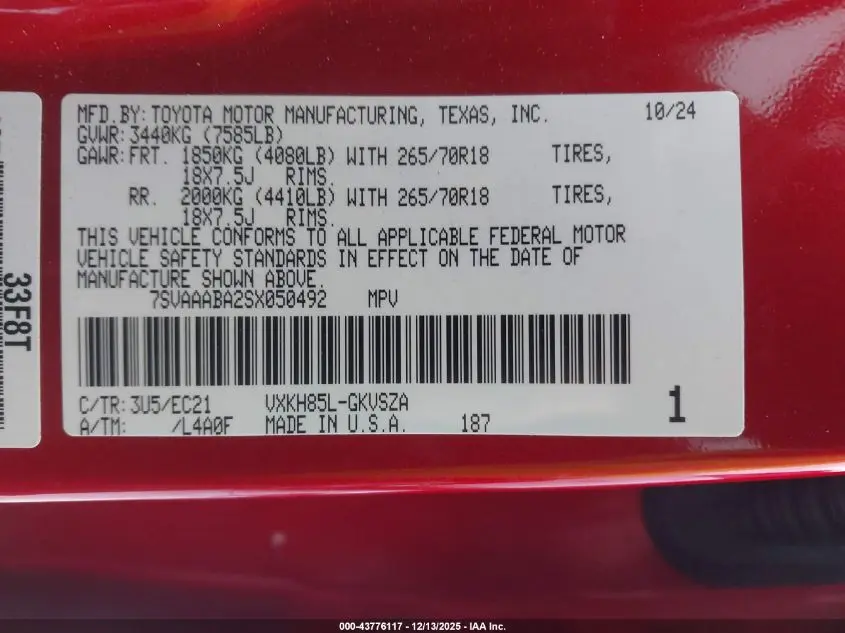 MFD.BY: TOYOTA MOTOR MANUFACTURING, TEXAS, INC. 10/24
GVWR: 3440KG (7585LB)
GAWR: FRT. 1850KG (4080LB) WITH 265/70R18 TIRES,
18X7.5J RIMS.
RR. 2000KG (4410LB) WITH 265/70R18 TIRES,
18X7.5J RIMS.
THIS VEHICLE CONFORMS TO ALL APPLICABLE FEDERAL MOTOR
VEHICLE SAFETY STANDARDS IN EFFECT ON THE DATE OF
MANUFACTURE SHOWN ABOVE.
7SVAAABA2SX050492 MPV
C/TR: 3U5/EC21 VXKH85L-GKVSZA
A/TM: /L4A0F MADE IN U.S.A. 187
1
33F8T
000-43776117 - 12/13/2025 - IAA Inc.